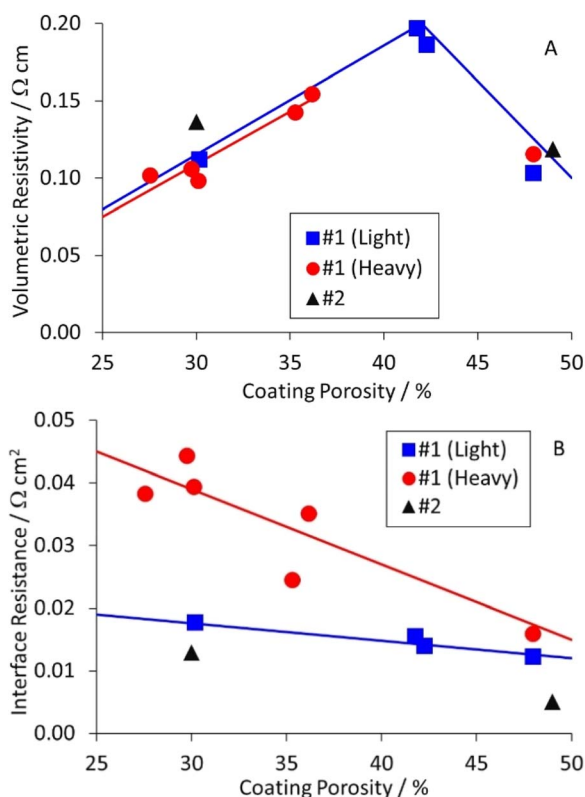 0.20
0.15
0.10
0.05
0.00
Volumetric Resistivity / Ω cm
A
#1 (Light)
#1 (Heavy)
#2
25 30 35 40 45 50
Coating Porosity / %
0.05
0.04
0.03
0.02
0.01
0.00
Interface Resistance / Ω cm²
B
#1 (Light)
#1 (Heavy)
#2
25 30 35 40 45 50
Coating Porosity / %